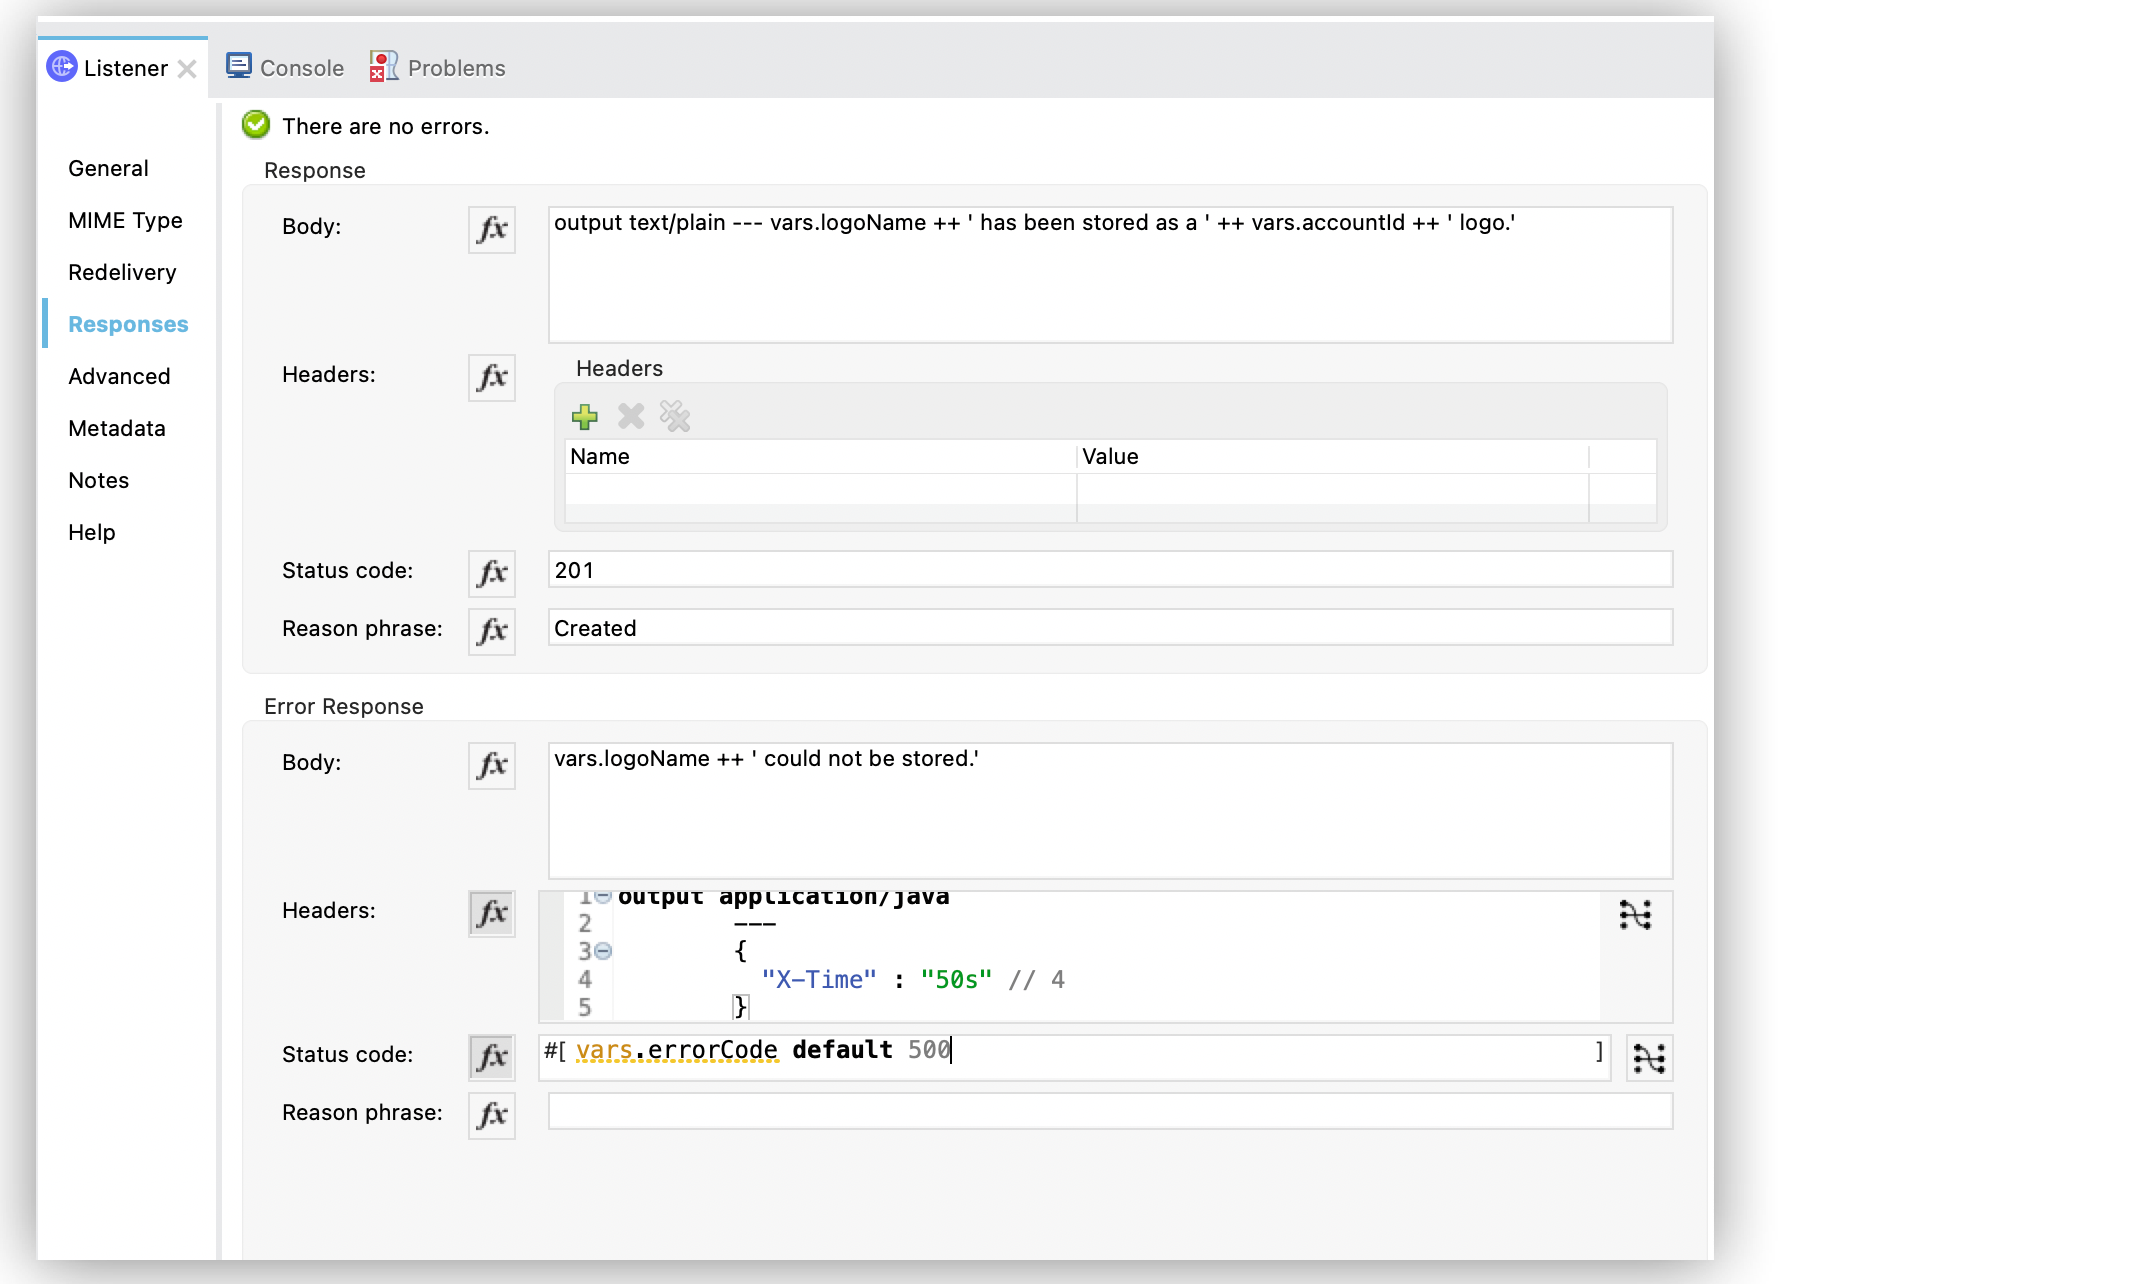 Listener Console Problems
There are no errors.
General
MIME Type
Redelivery
Responses
Advanced
Metadata
Notes
Help
Response
Body: fx output text/plain --- vars.logoName ++ ' has been stored as a ' ++ vars.accountId ++ ' logo.'
Headers: fx Headers
Name Value
Status code: fx 201
Reason phrase: fx Created
Error Response
Body: fx vars.logoName ++ ' could not be stored.'
Headers: fx 1 output application/java
2 ---
3 {
4 "X-Time" : "50s" // 4
5 }
Status code: fx #[ vars.errorCode default 500 ]
Reason phrase: fx